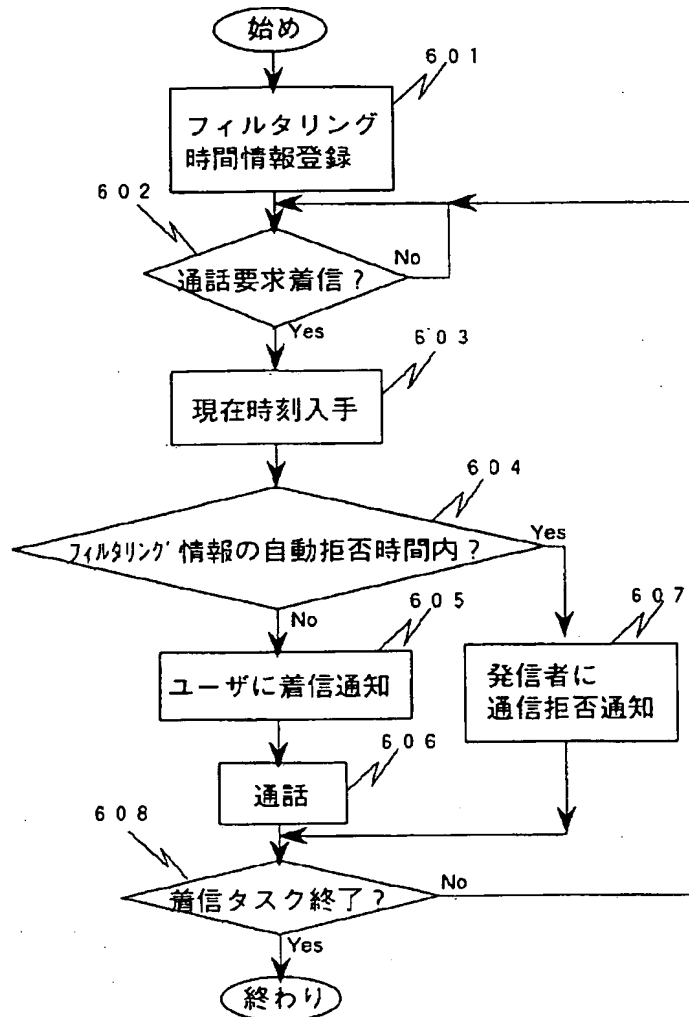 始め
601
フィルタリング
時間情報登録
602
通話要求着信?
No
Yes
603
現在時刻入手
604
フィルタリング情報の自動拒否時間内?
Yes
No
605
ユーザに着信通知
607
発信者に
通信拒否通知
606
通話
608
着信タスク終了?
No
Yes
終わり